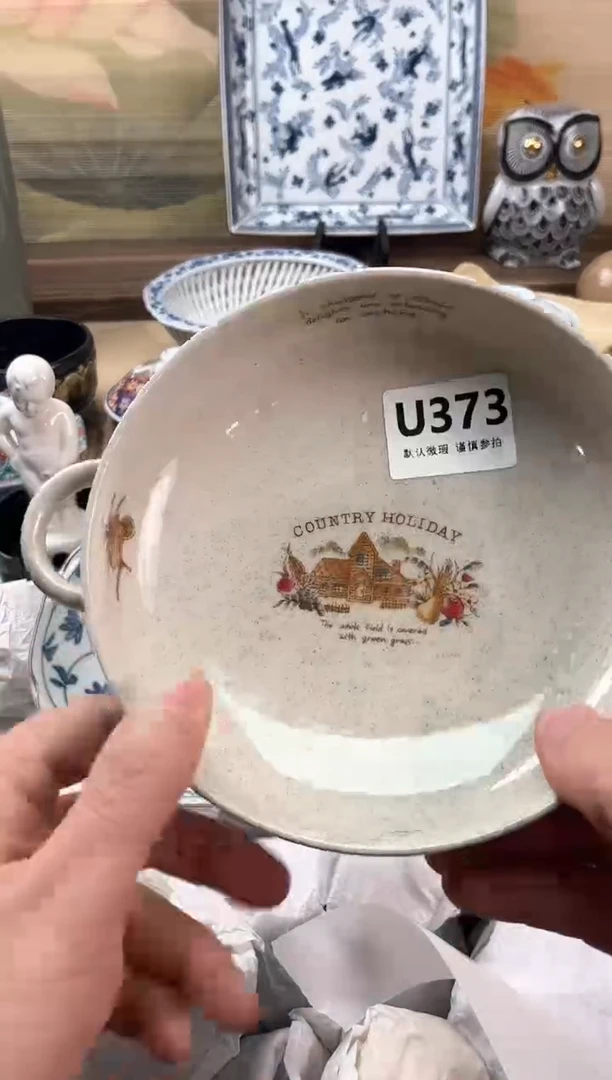 U373
默认微瑕 谨慎参拍
COUNTRY HOLIDAY
The whole field is covered
with green grass...